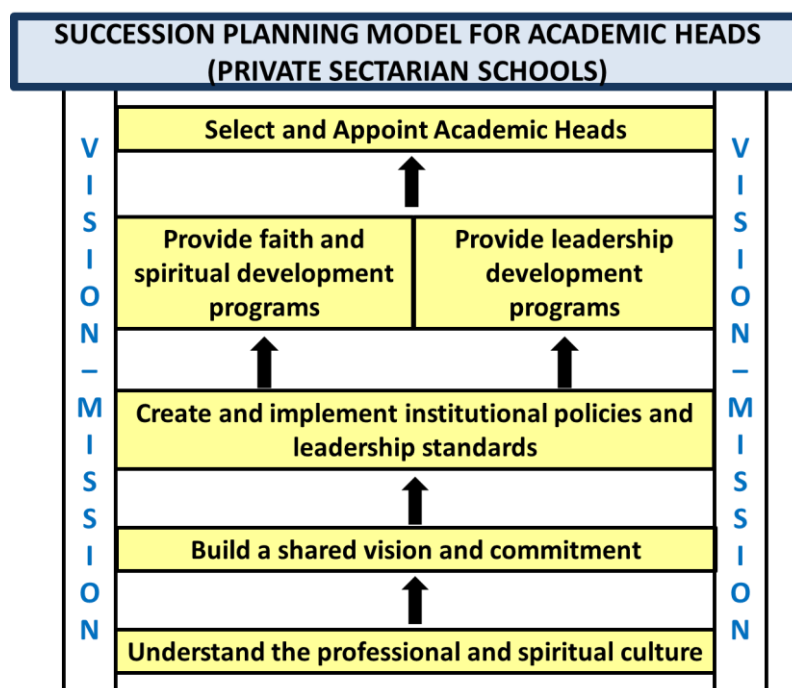 SUCCESSION PLANNING MODEL FOR ACADEMIC HEADS
(PRIVATE SECTARIAN SCHOOLS)
VISION–MISSION
Select and Appoint Academic Heads
Provide faith and
spiritual development
programs
Provide leadership
development
programs
Create and implement institutional policies and
leadership standards
Build a shared vision and commitment
Understand the professional and spiritual culture
VISION–MISSION